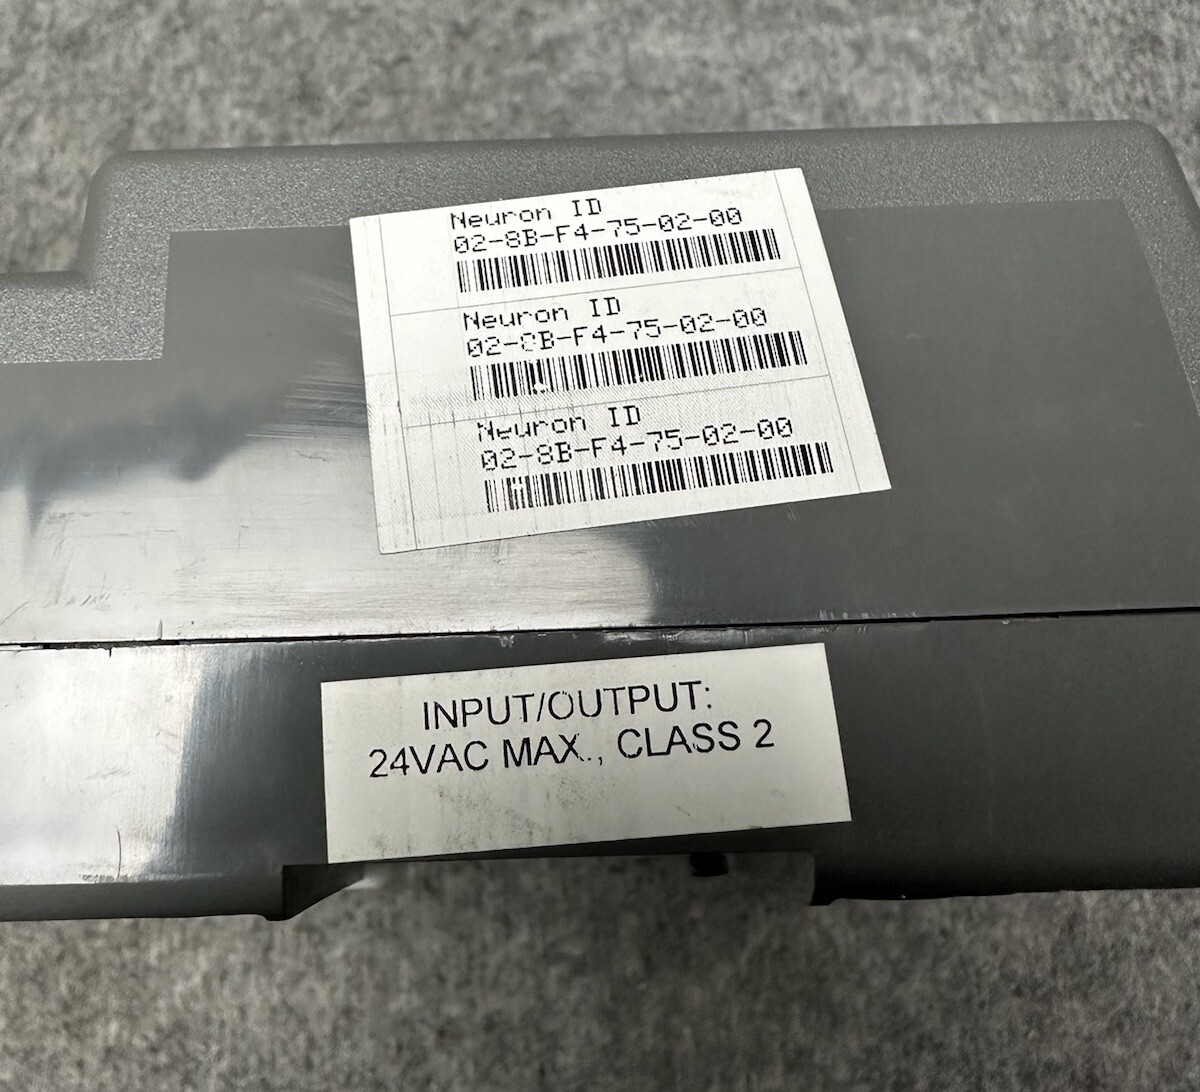 Neuron ID
02-8B-F4-75-02-00
Neuron ID
02-8B-F4-75-02-00
Neuron ID
02-8B-F4-75-02-00
INPUT/OUTPUT:
24VAC MAX., CLASS 2